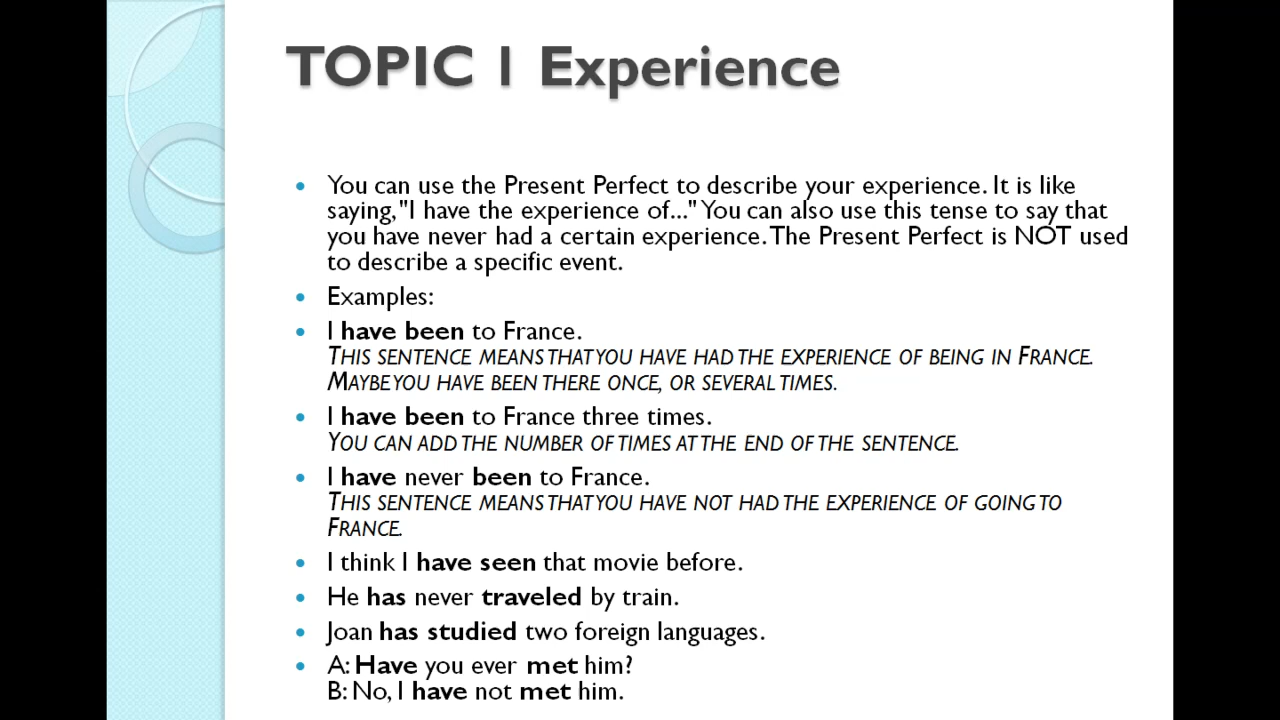 TOPIC 1 Experience
• You can use the Present Perfect to describe your experience. It is like
saying, "I have the experience of..." You can also use this tense to say that
you have never had a certain experience. The Present Perfect is NOT used
to describe a specific event.
• Examples:
• I have been to France.
THIS SENTENCE MEANS THAT YOU HAVE HAD THE EXPERIENCE OF BEING IN FRANCE.
MAYBE YOU HAVE BEEN THERE ONCE, OR SEVERAL TIMES.
• I have been to France three times.
YOU CAN ADD THE NUMBER OF TIMES AT THE END OF THE SENTENCE.
• I have never been to France.
THIS SENTENCE MEANS THAT YOU HAVE NOT HAD THE EXPERIENCE OF GOING TO
FRANCE.
• I think I have seen that movie before.
• He has never traveled by train.
• Joan has studied two foreign languages.
• A: Have you ever met him?
B: No, I have not met him.